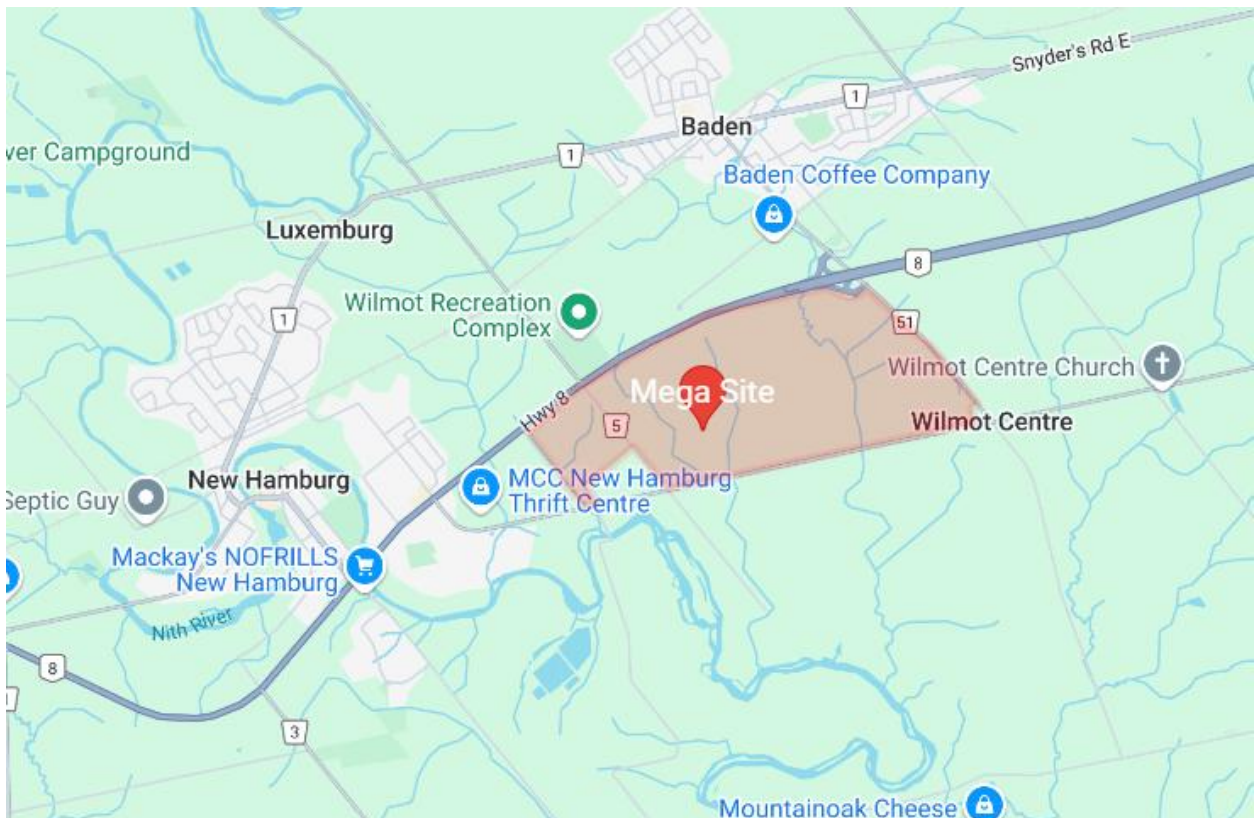 Snyder's Rd E
1
Baden
ver Campground
1
Baden Coffee Company
Luxemburg
8
Wilmot Recreation
Complex
1
51
Wilmot Centre Church
Mega Site
Hwy 8
5
Wilmot Centre
MCC New Hamburg
Thrift Centre
New Hamburg
Septic Guy
Mackay's NOFRILLS
New Hamburg
Nith River
8
3
Mountainoak Cheese